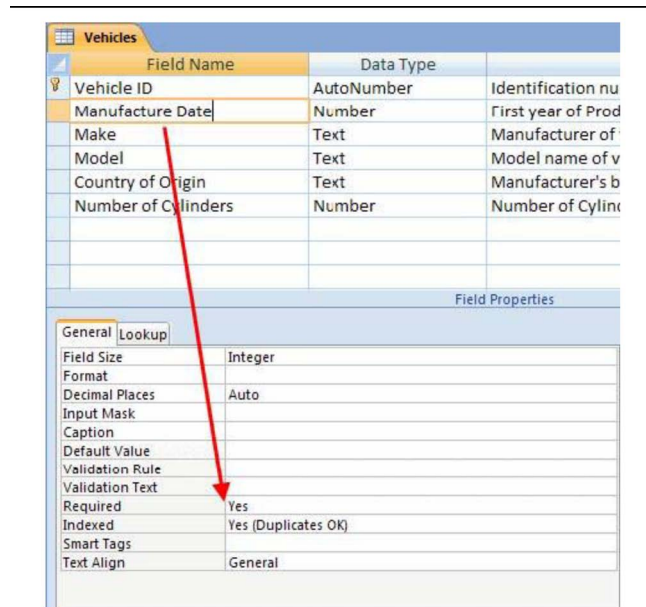 Vehicles
Field Name Data Type
Vehicle ID AutoNumber Identification nu
Manufacture Date Number First year of Prod
Make Text Manufacturer of
Model Text Model name of v
Country of Origin Text Manufacturer's b
Number of Cylinders Number Number of Cylind
Field Properties
General Lookup
Field Size Integer
Format
Decimal Places Auto
Input Mask
Caption
Default Value
Validation Rule
Validation Text
Required Yes
Indexed Yes (Duplicates OK)
Smart Tags
Text Align General